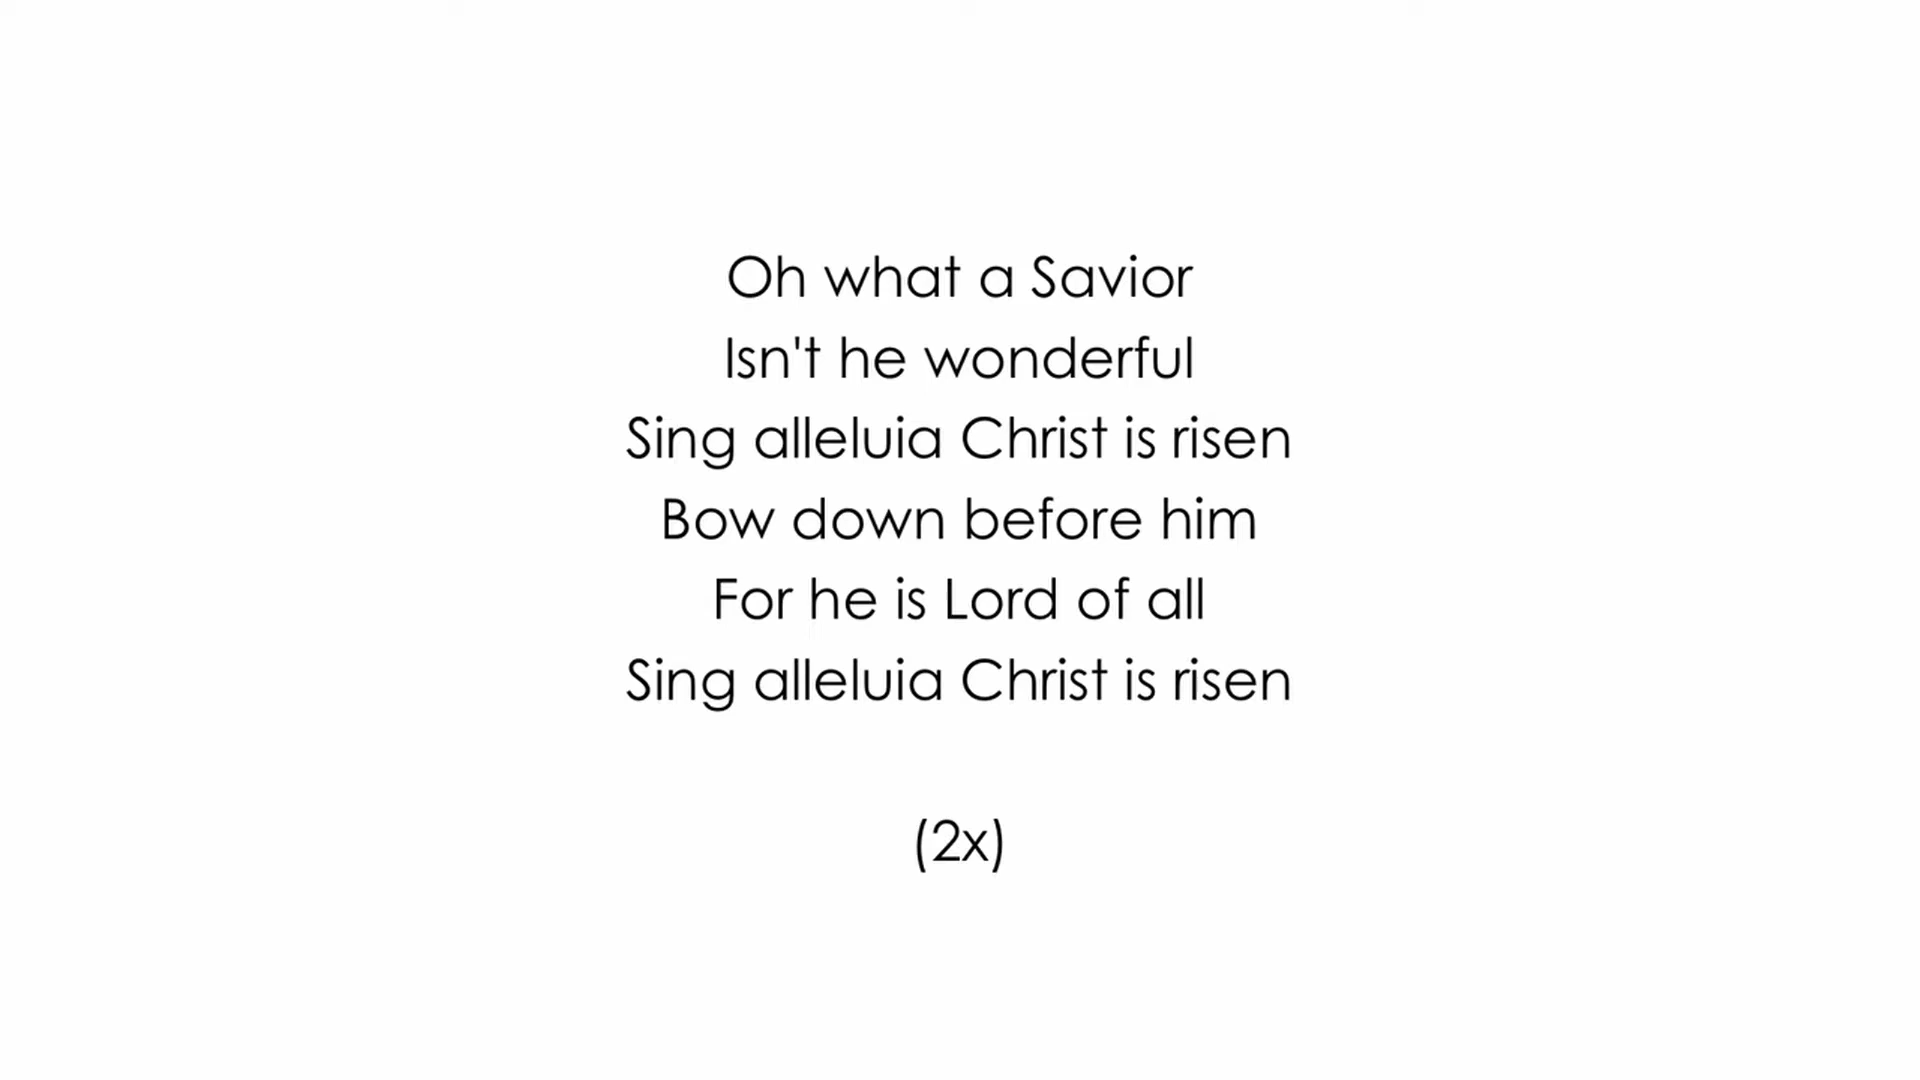 Oh what a Savior
Isn't he wonderful
Sing alleluia Christ is risen
Bow down before him
For he is Lord of all
Sing alleluia Christ is risen
(2x)